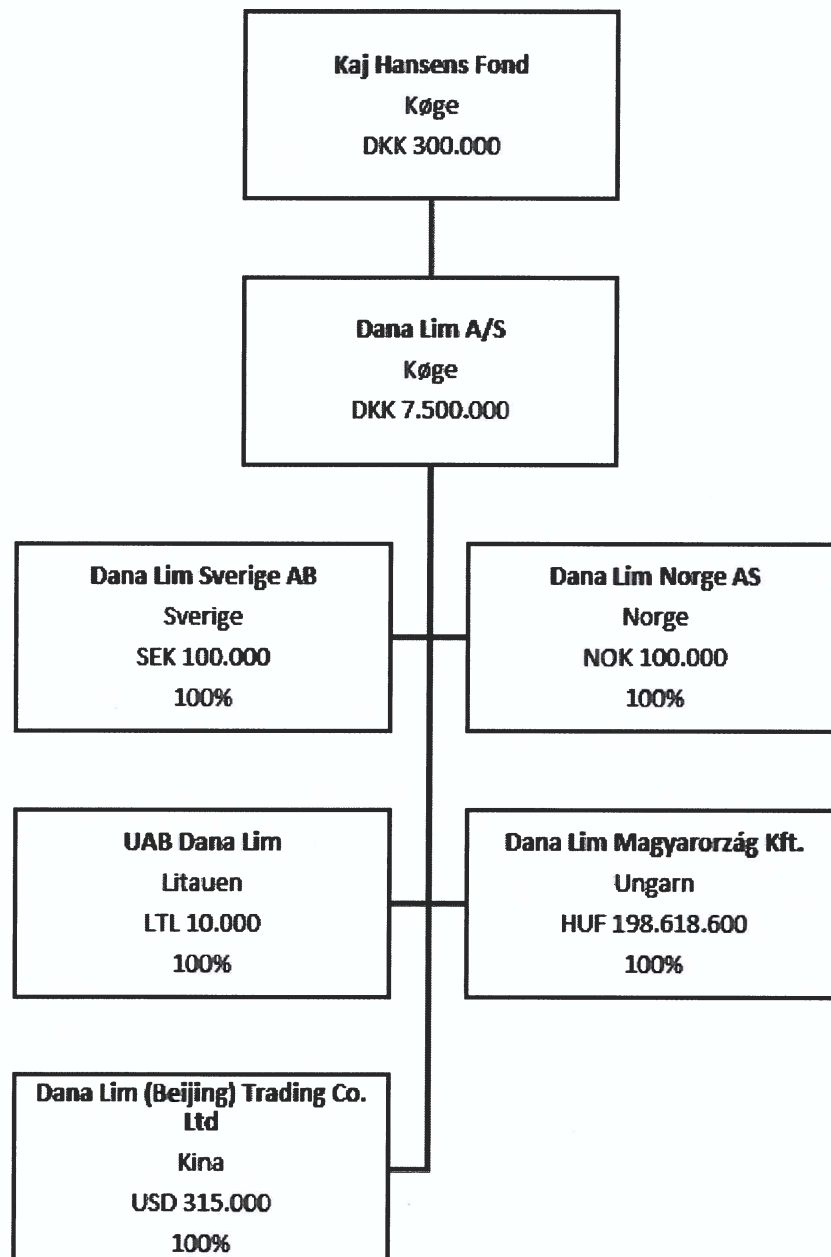 Kaj Hansens Fond
Køge
DKK 300.000
Dana Lim A/S
Køge
DKK 7.500.000
Dana Lim Sverige AB
Sverige
SEK 100.000
100%
Dana Lim Norge AS
Norge
NOK 100.000
100%
UAB Dana Lim
Litauen
LTL 10.000
100%
Dana Lim Magyarorzág Kft.
Ungarn
HUF 198.618.600
100%
Dana Lim (Beijing) Trading Co.
Ltd
Kina
USD 315.000
100%